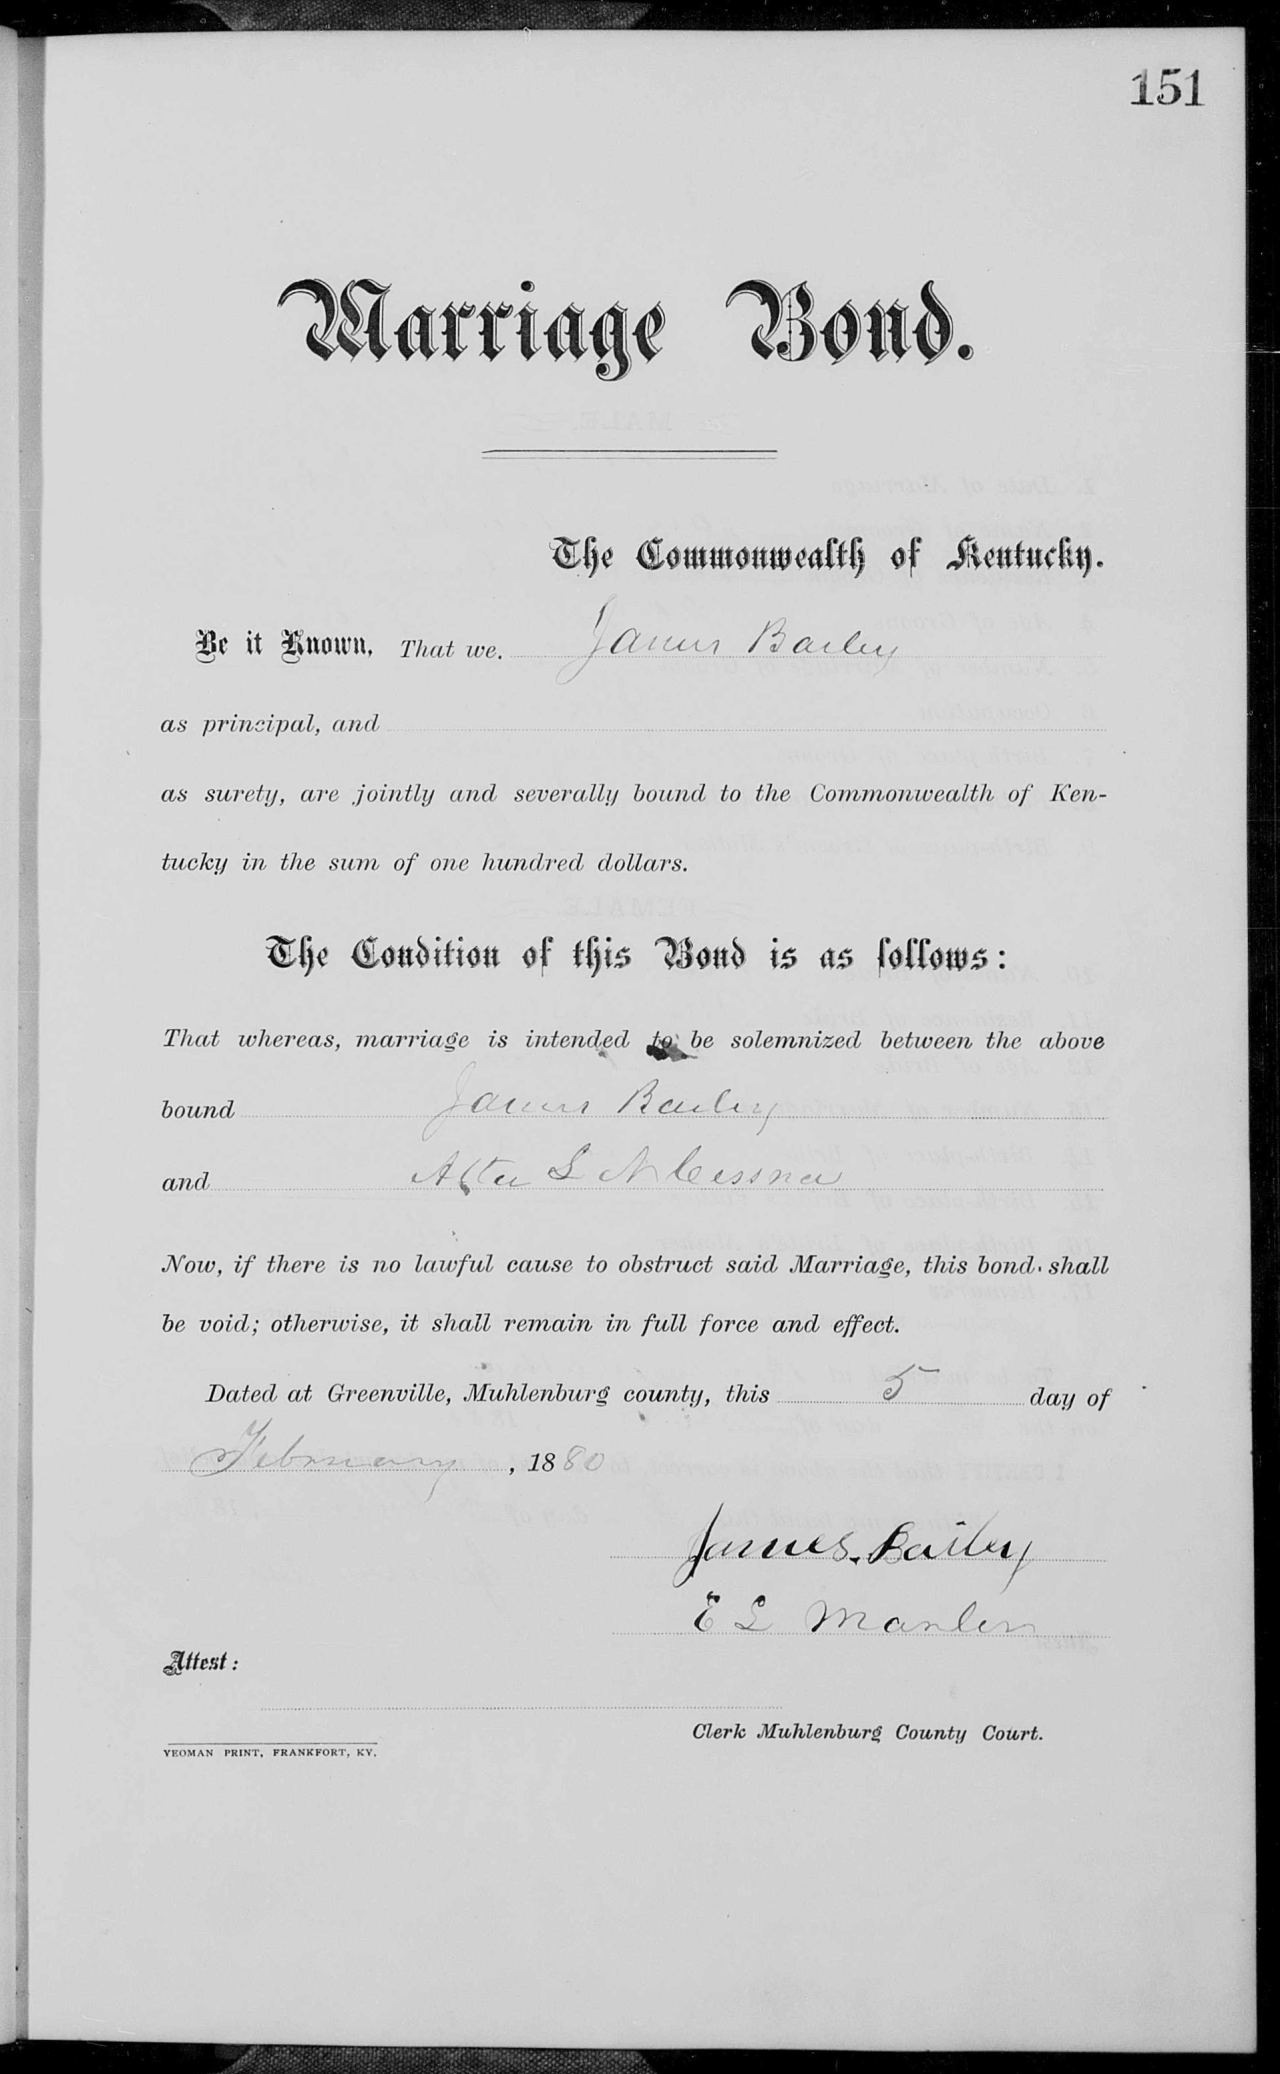 151
Marriage Bond.
The Commonwealth of Kentucky.
Be it Known, That we, James Bailey
as principal, and
as surety, are jointly and severally bound to the Commonwealth of Ken-
tucky in the sum of one hundred dollars.
The Condition of this Bond is as follows:
That whereas, marriage is intended to be solemnized between the above
bound James Bailey
and Alta L N Cessna
Now, if there is no lawful cause to obstruct said Marriage, this bond shall
be void; otherwise, it shall remain in full force and effect.
Dated at Greenville, Muhlenburg county, this 5 day of
February, 1880
James Bailey
E L
Attest:
Clerk Muhlenburg County Court.
YEOMAN PRINT, FRANKFORT, KY.